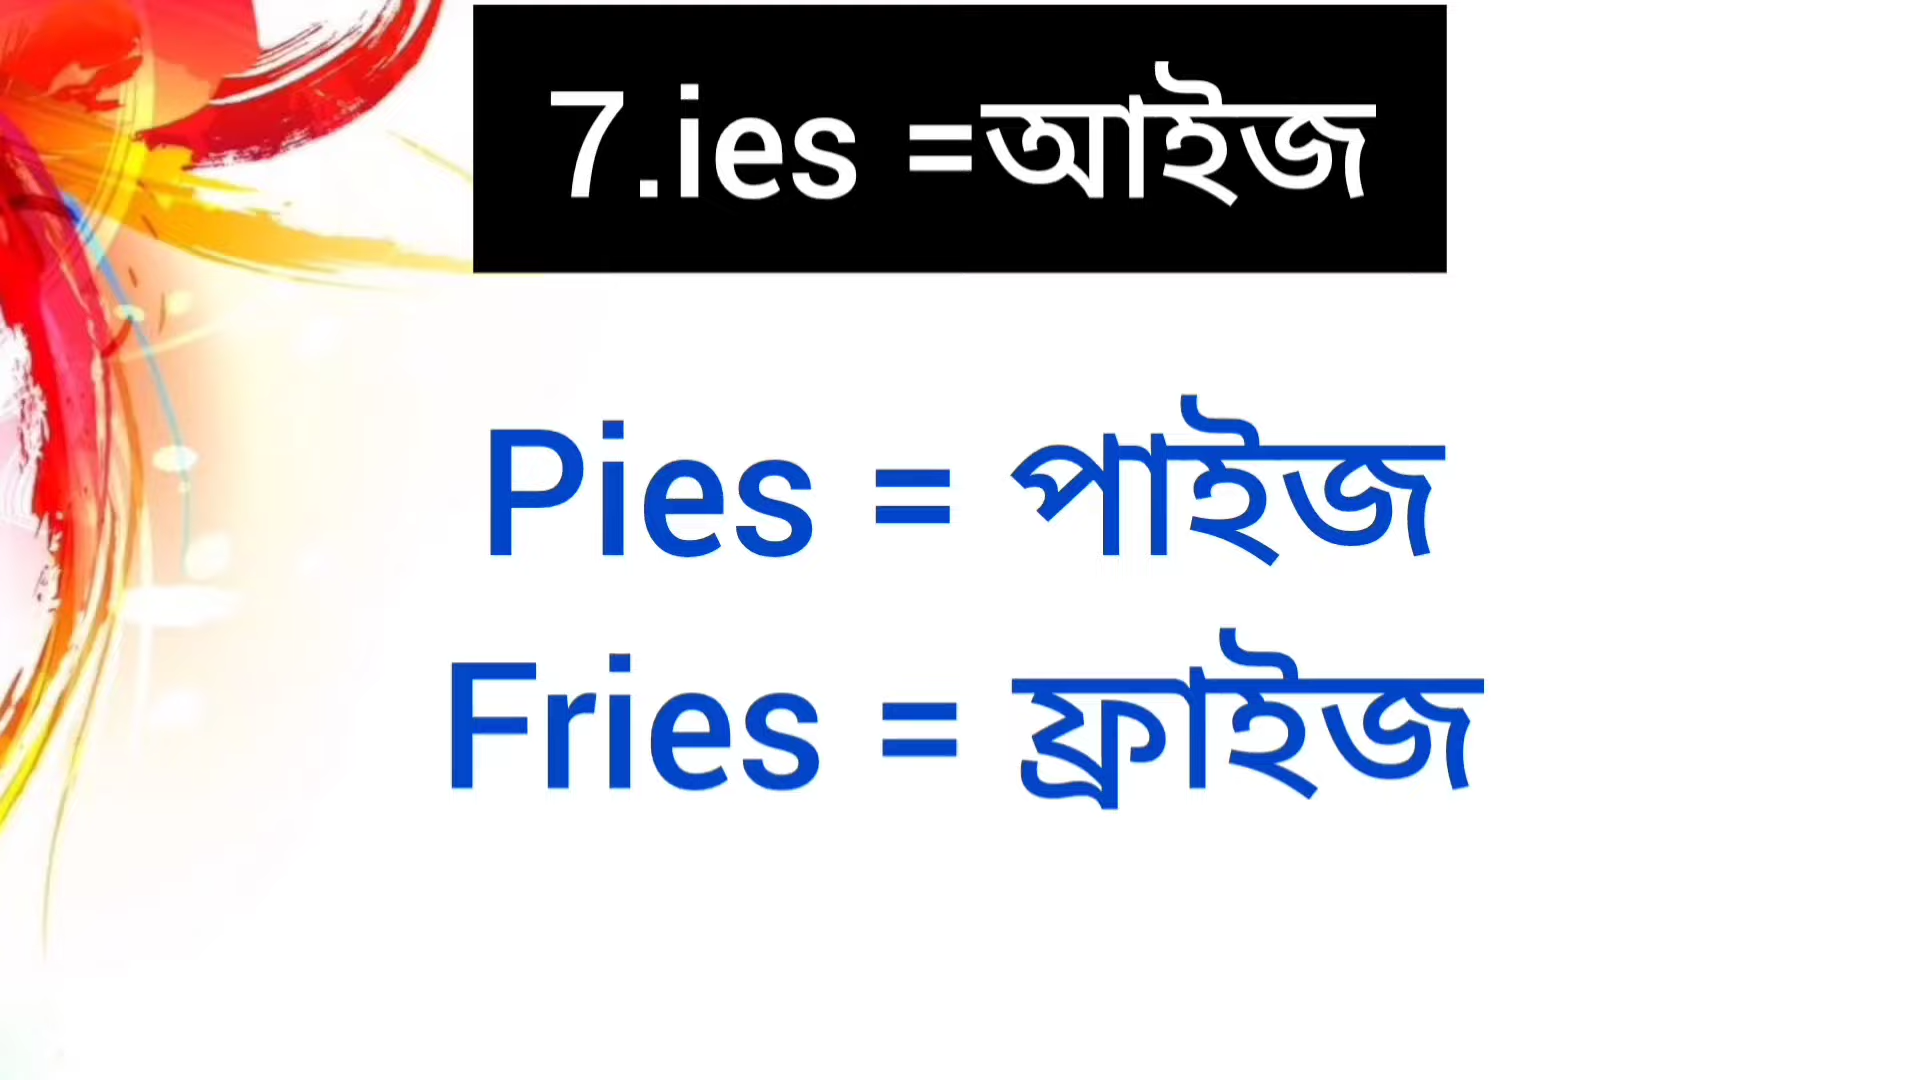 7.ies =আইজ
Pies = পাইজ
Fries = ফ্রাইজ